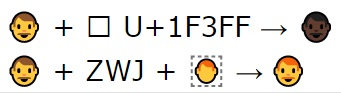 👨 + □ U+1F3FF → 👨🏿
👨 + ZWJ + 🦰 → 👨‍🦰